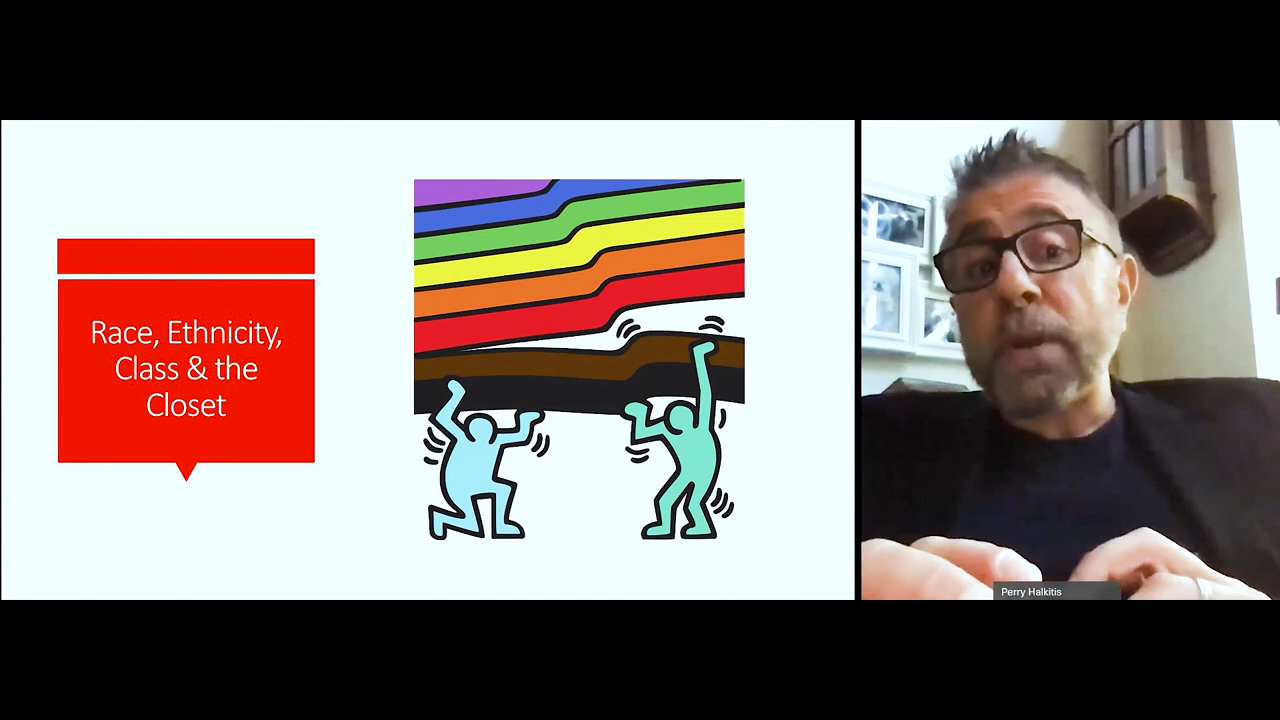 Race, Ethnicity,
Class & the
Closet
Perry Halkitis